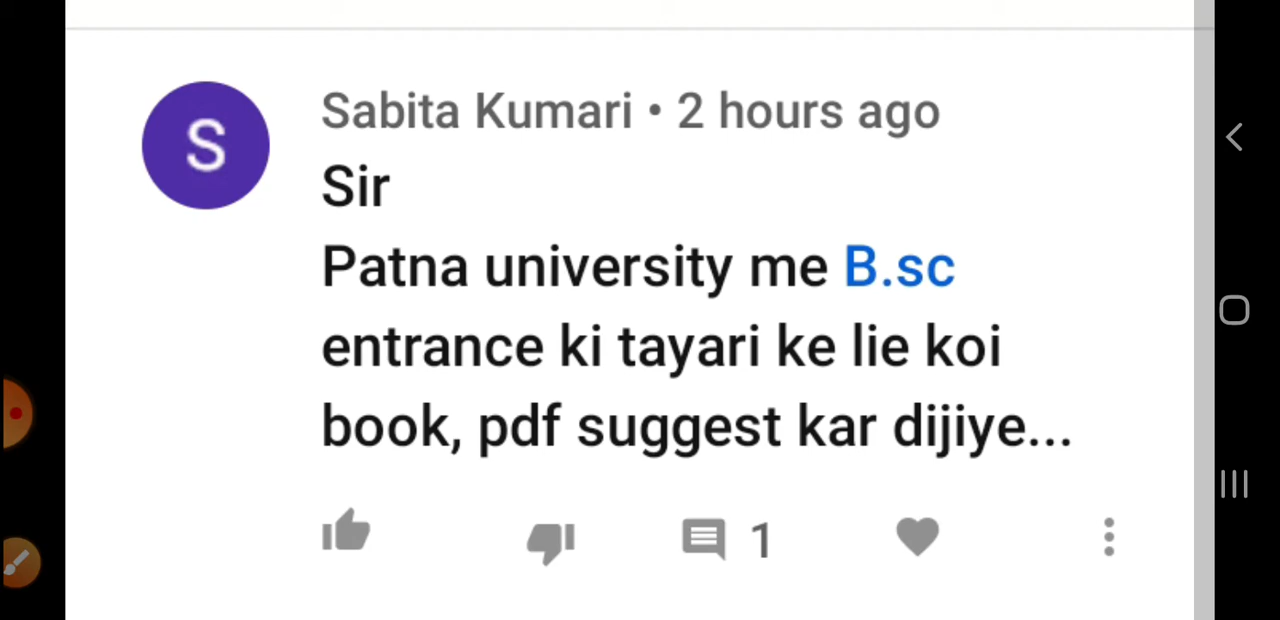 S
Sabita Kumari • 2 hours ago
Sir
Patna university me B.sc
entrance ki tayari ke lie koi
book, pdf suggest kar dijiye...
1